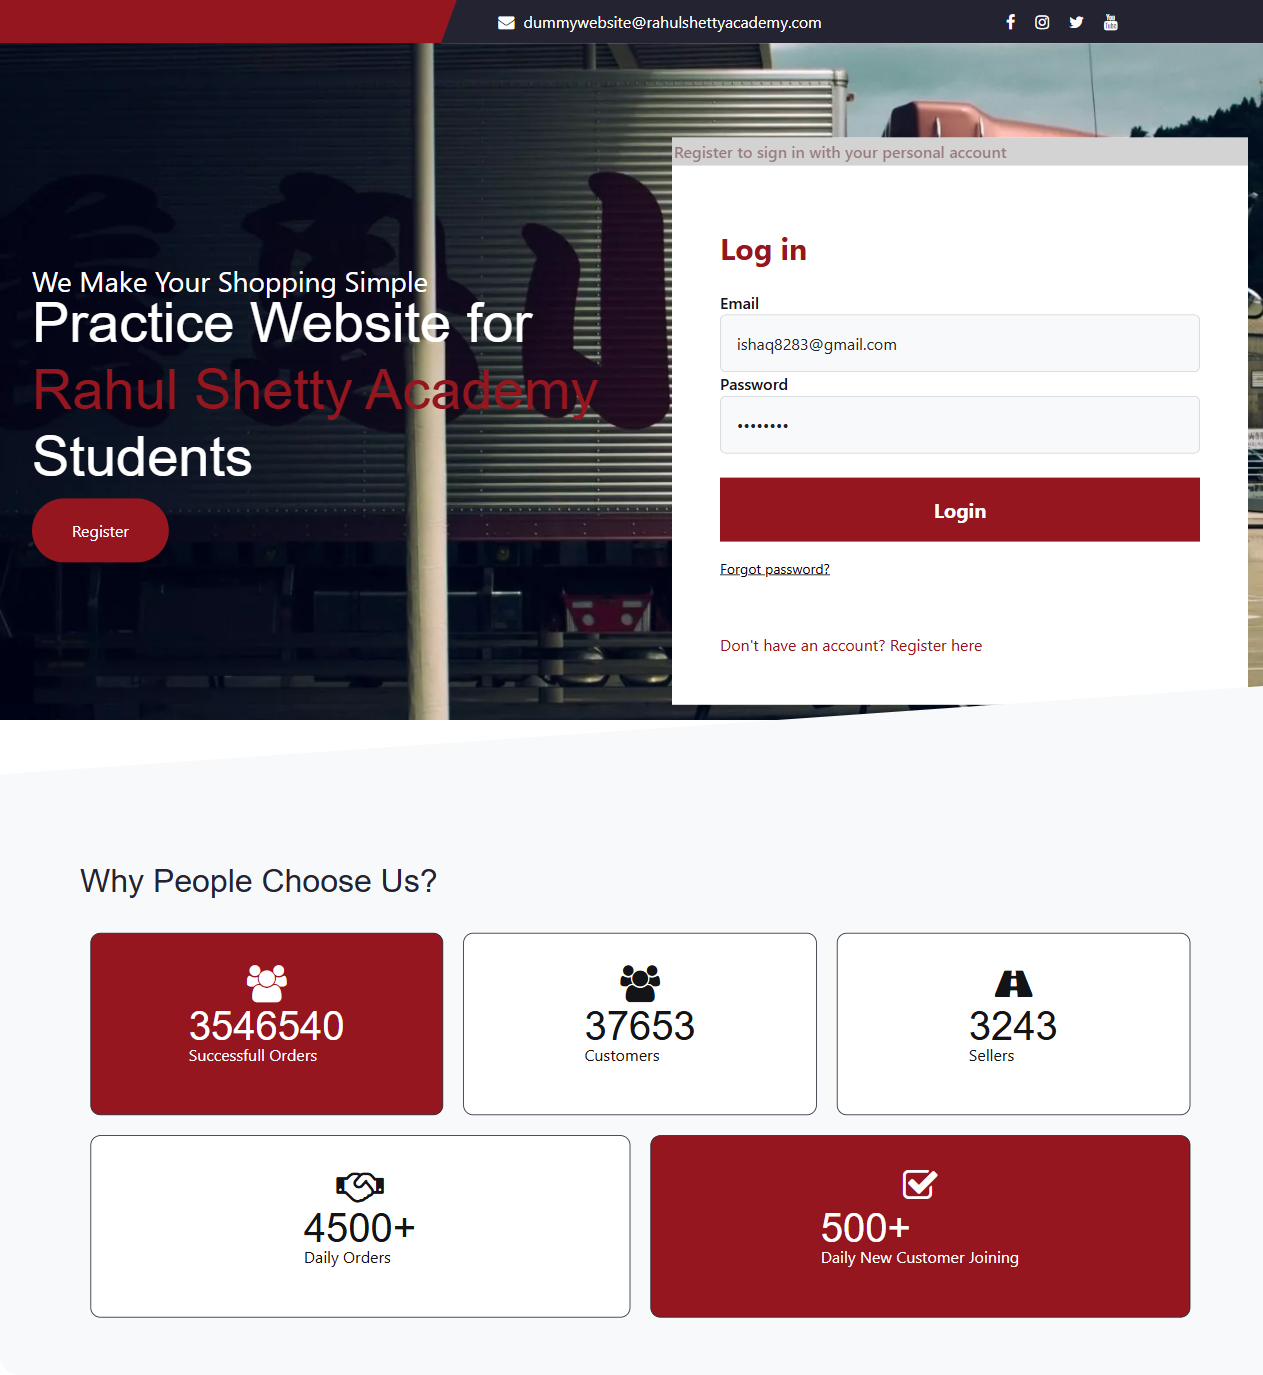 dummywebsite@rahulshettyacademy.com
Register to sign in with your personal account
We Make Your Shopping Simple
Practice Website for
Rahul Shetty Academy
Students
Register
Log in
Email
ishaq8283@gmail.com
Password
••••••••
Login
Forgot password?
Don't have an account? Register here
Why People Choose Us?
3546540
Successfull Orders
37653
Customers
3243
Sellers
4500+
Daily Orders
500+
Daily New Customer Joining